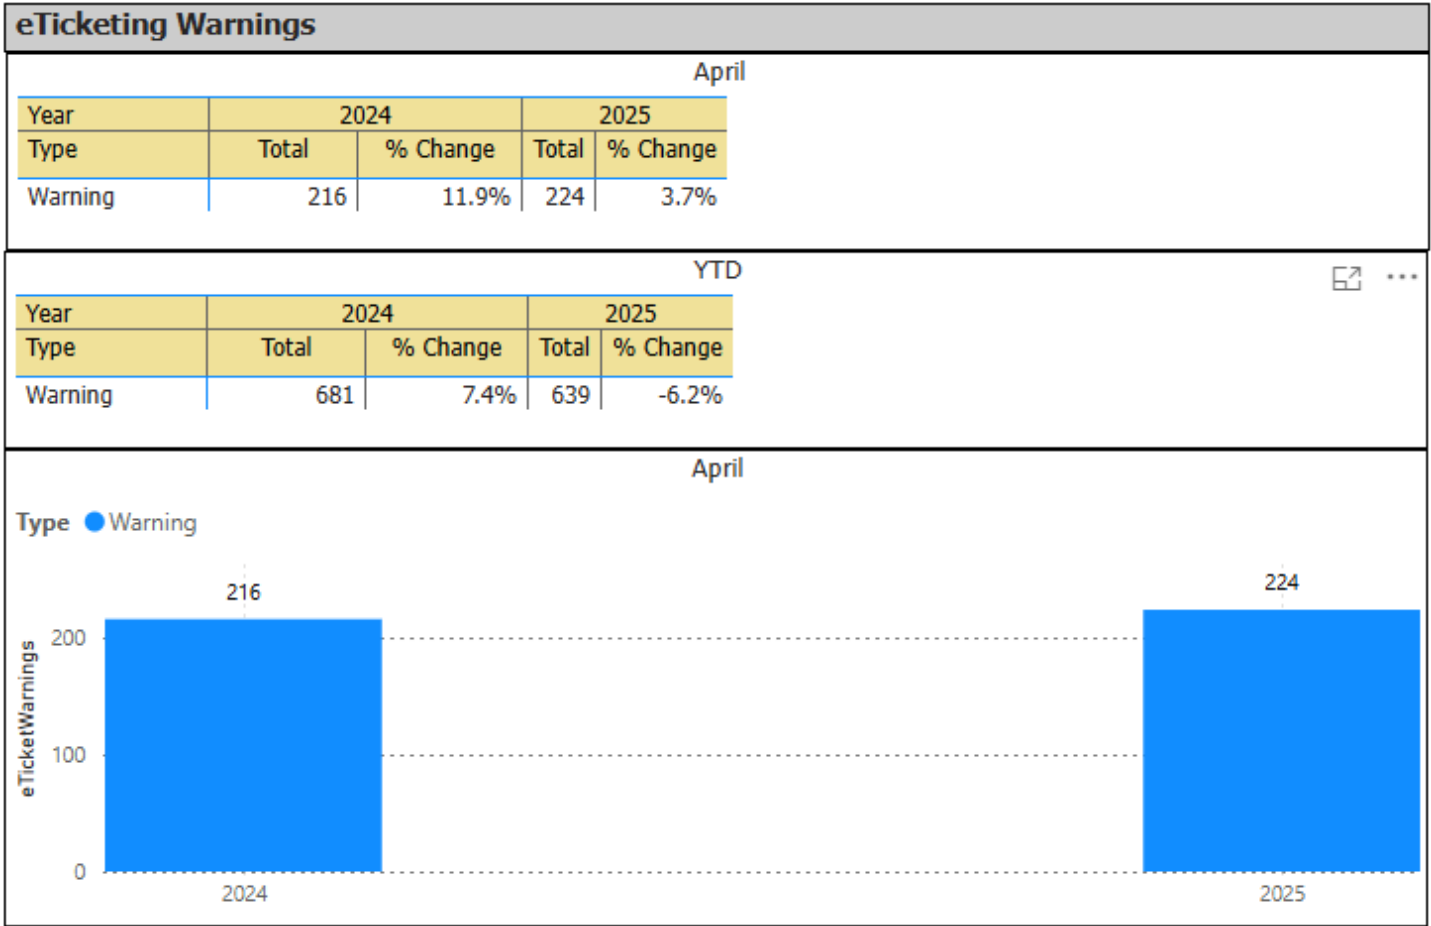 eTicketing Warnings
April
Year 2024 2025
Type Total % Change Total % Change
Warning 216 11.9% 224 3.7%
YTD
Year 2024 2025
Type Total % Change Total % Change
Warning 681 7.4% 639 -6.2%
April
Type Warning
216
224
200
100
0
eTicketWarnings
2024 2025